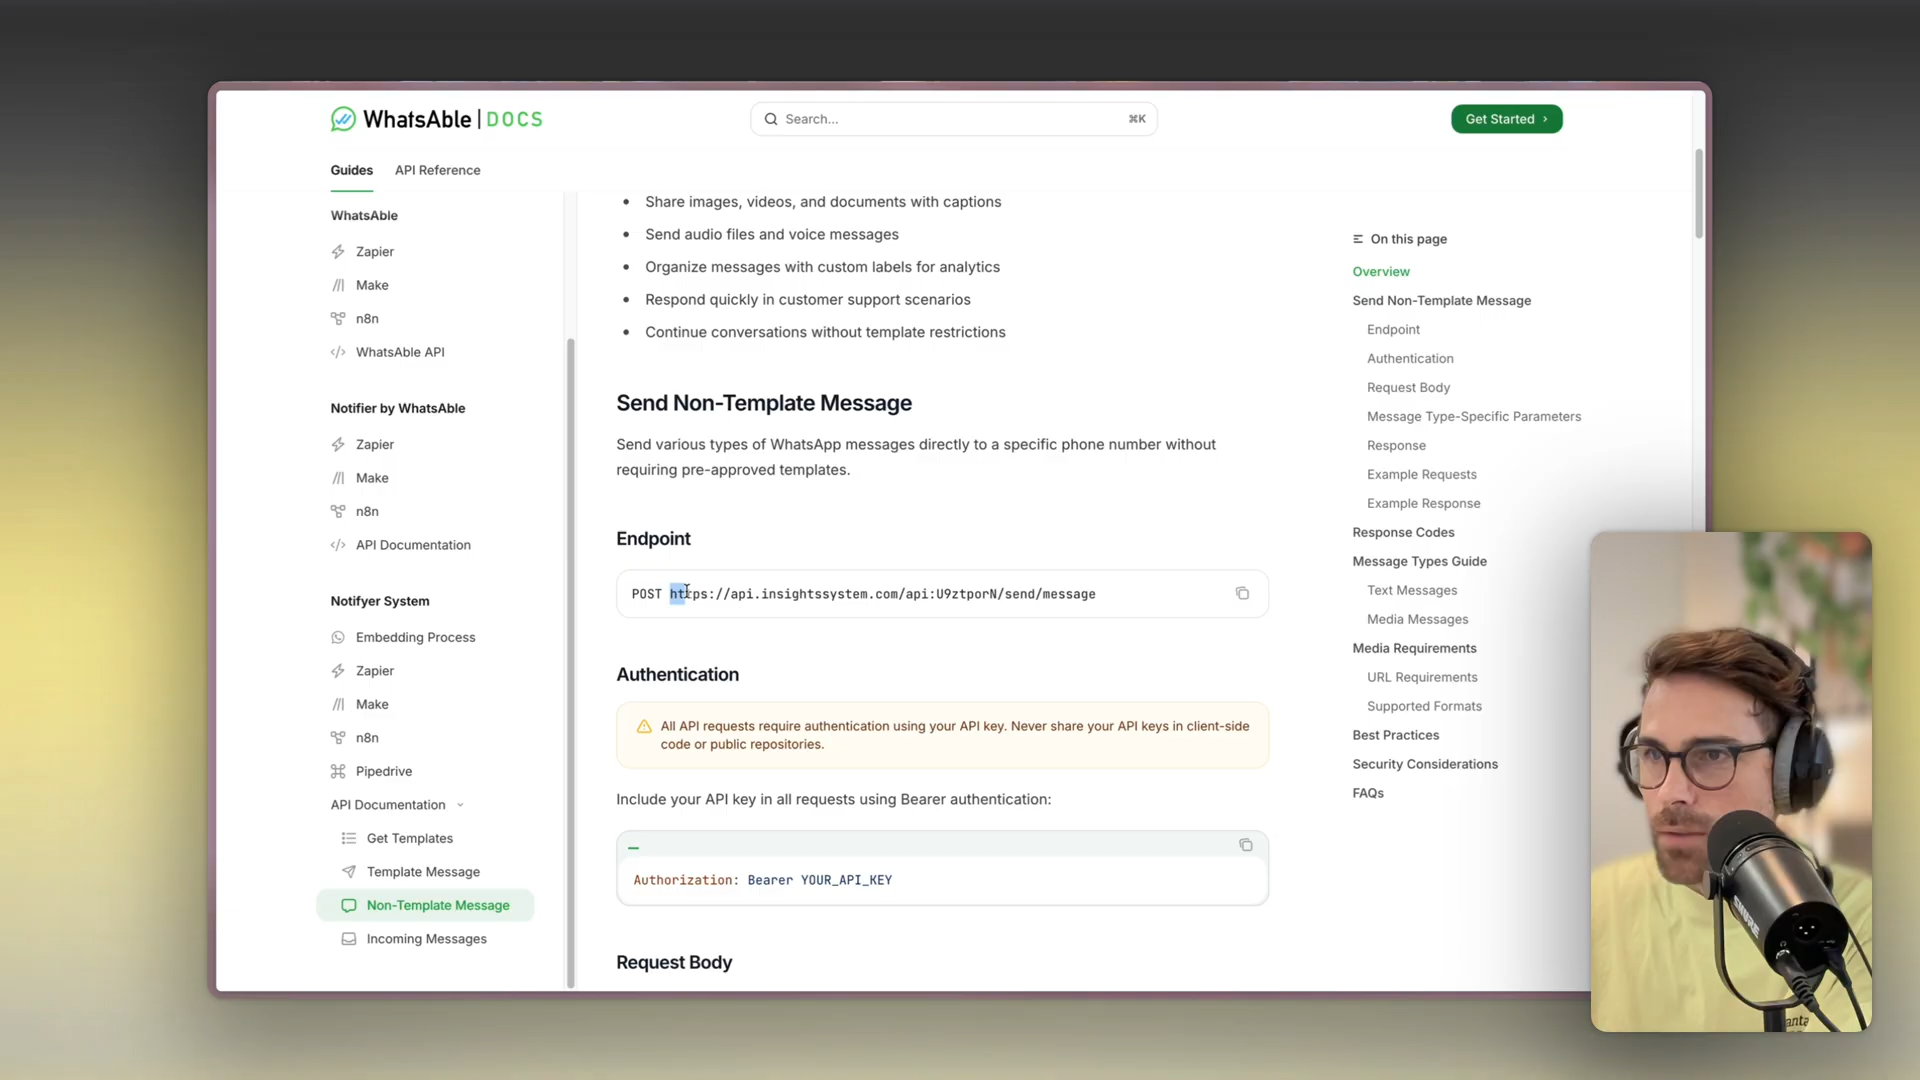 WhatsAble | DOCS
Search...
⌘K
Get Started
Guides
API Reference
WhatsAble
Zapier
Make
n8n
WhatsAble API
Notifier by WhatsAble
Zapier
Make
n8n
API Documentation
Notifyer System
Embedding Process
Zapier
Make
n8n
Pipedrive
API Documentation
Get Templates
Template Message
Non-Template Message
Incoming Messages
Share images, videos, and documents with captions
Send audio files and voice messages
Organize messages with custom labels for analytics
Respond quickly in customer support scenarios
Continue conversations without template restrictions
Send Non-Template Message
Send various types of WhatsApp messages directly to a specific phone number without
requiring pre-approved templates.
Endpoint
POST https://api.insightssystem.com/api:U9ztporN/send/message
Authentication
All API requests require authentication using your API key. Never share your API keys in client-side
code or public repositories.
Include your API key in all requests using Bearer authentication:
Authorization: Bearer YOUR_API_KEY
Request Body
On this page
Overview
Send Non-Template Message
Endpoint
Authentication
Request Body
Message Type-Specific Parameters
Response
Example Requests
Example Response
Response Codes
Message Types Guide
Text Messages
Media Messages
Media Requirements
URL Requirements
Supported Formats
Best Practices
Security Considerations
FAQs
SHURE